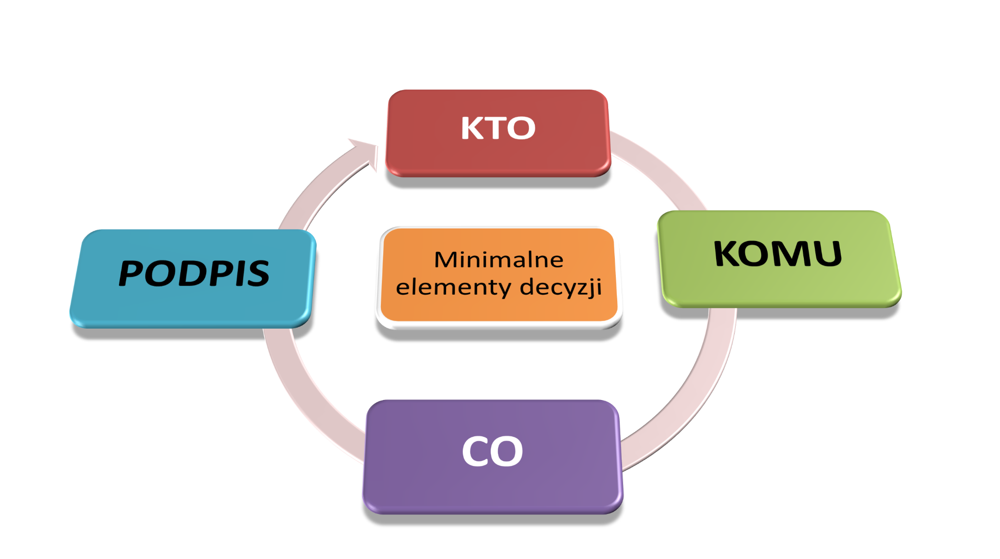 KTO
KOMU
PODPIS
Minimalne
elementy decyzji
CO